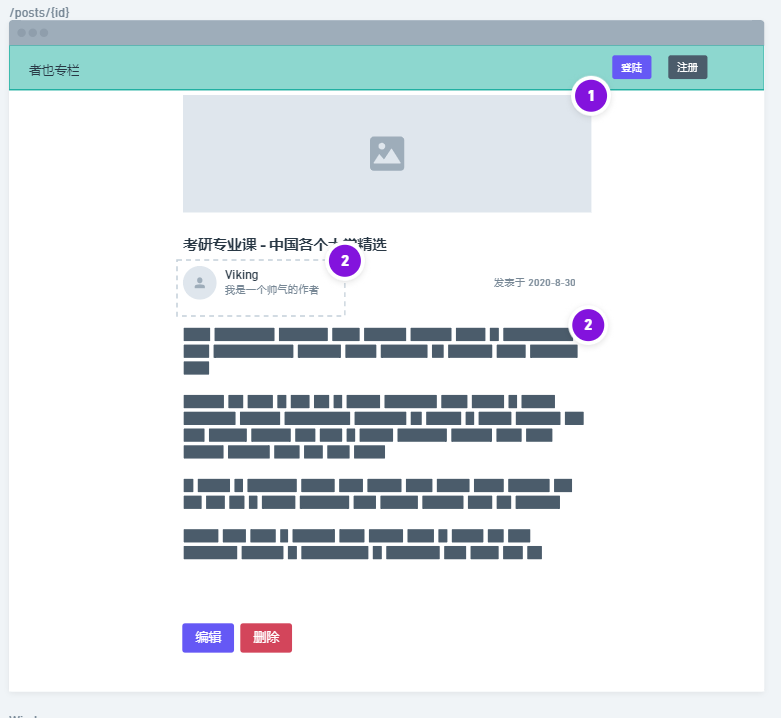 /posts/{id}
者也专栏
登陆
注册
1
考研专业课 - 中国各个大学精选
2
Viking
我是一个帅气的作者
发表于 2020-8-30
2
编辑
删除